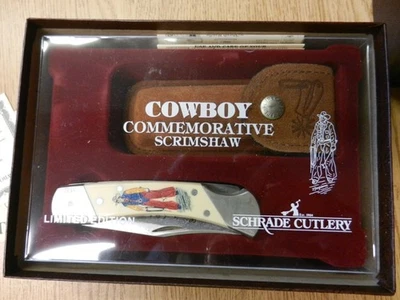 COWBOY
COMMEMORATIVE
SCRIMSHAW
LIMITED EDITION
SCHRADE CUTLERY